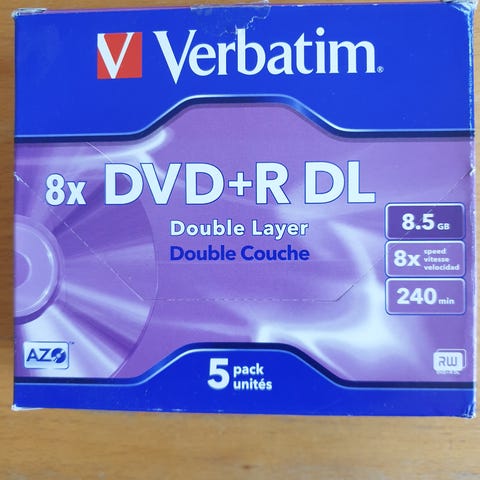 Verbatim®
8x DVD+R DL
Double Layer
Double Couche
8.5 GB
8x speed
vitesse
velocidad
240 min
AZO™
5 pack
unités
RW